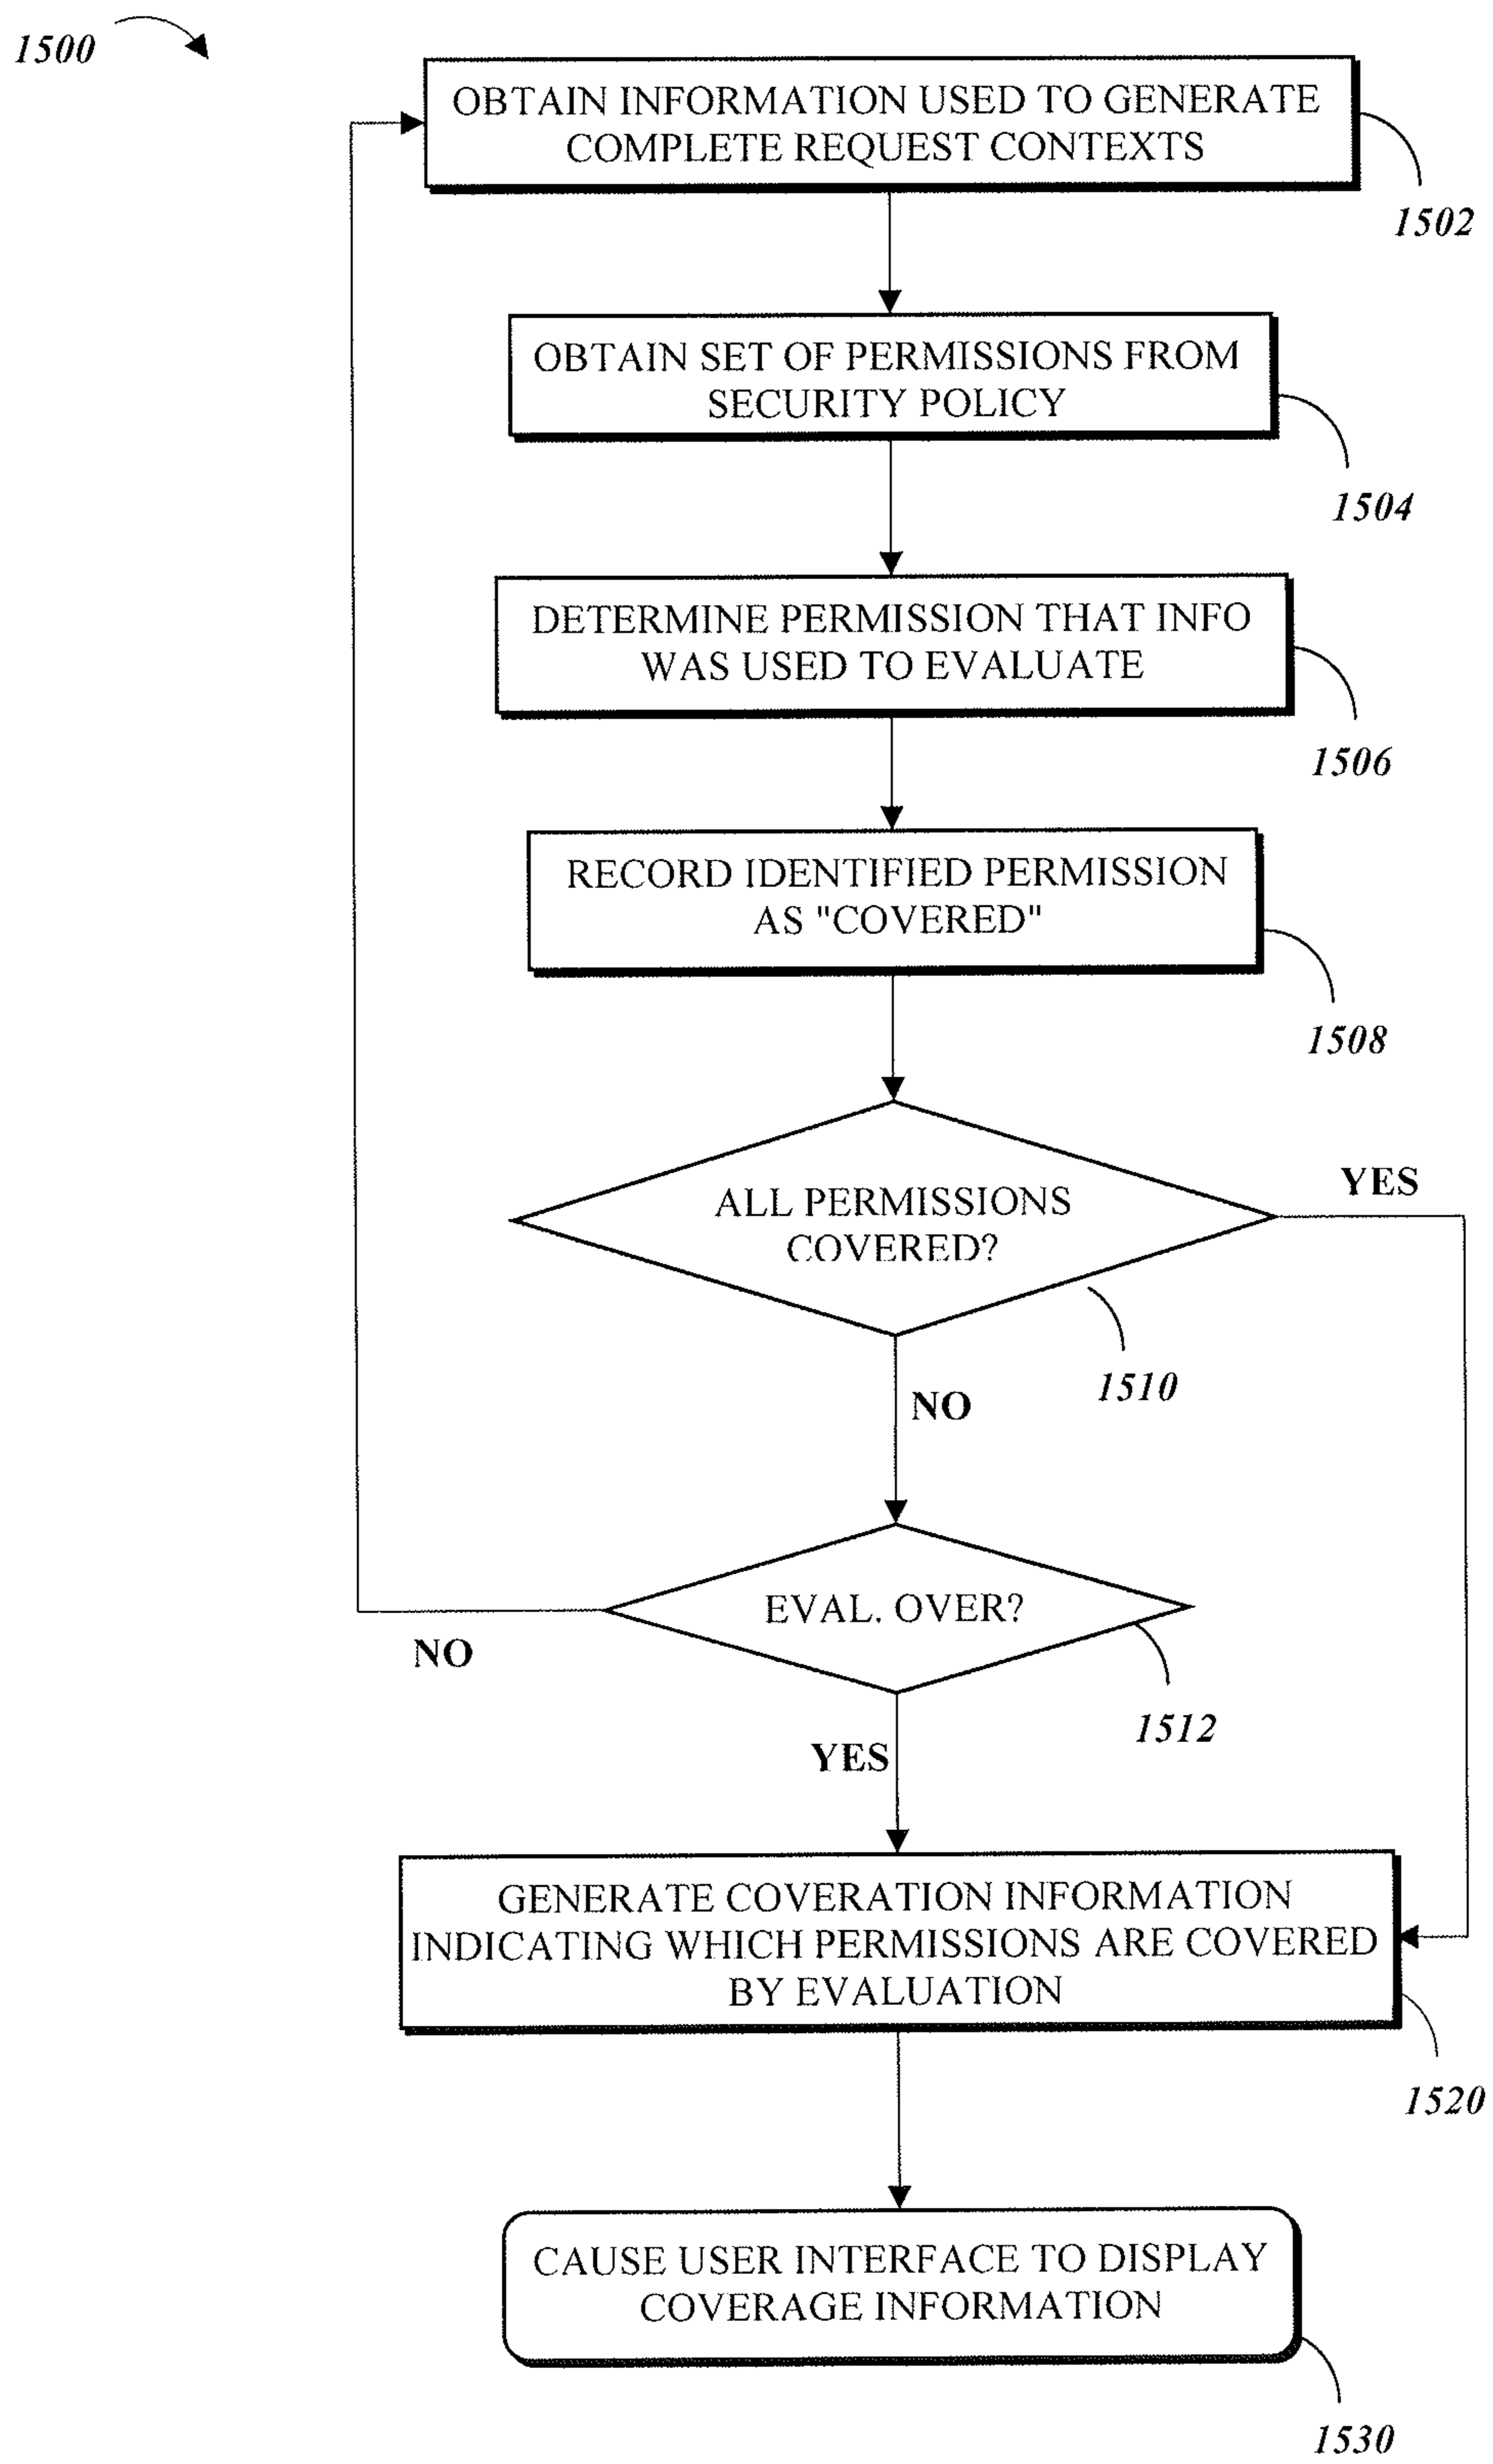 1500
OBTAIN INFORMATION USED TO GENERATE
COMPLETE REQUEST CONTEXTS
1502
OBTAIN SET OF PERMISSIONS FROM
SECURITY POLICY
1504
DETERMINE PERMISSION THAT INFO
WAS USED TO EVALUATE
1506
RECORD IDENTIFIED PERMISSION
AS "COVERED"
1508
ALL PERMISSIONS
COVERED?
YES
1510
NO
EVAL. OVER?
NO
1512
YES
GENERATE COVERATION INFORMATION
INDICATING WHICH PERMISSIONS ARE COVERED
BY EVALUATION
1520
CAUSE USER INTERFACE TO DISPLAY
COVERAGE INFORMATION
1530